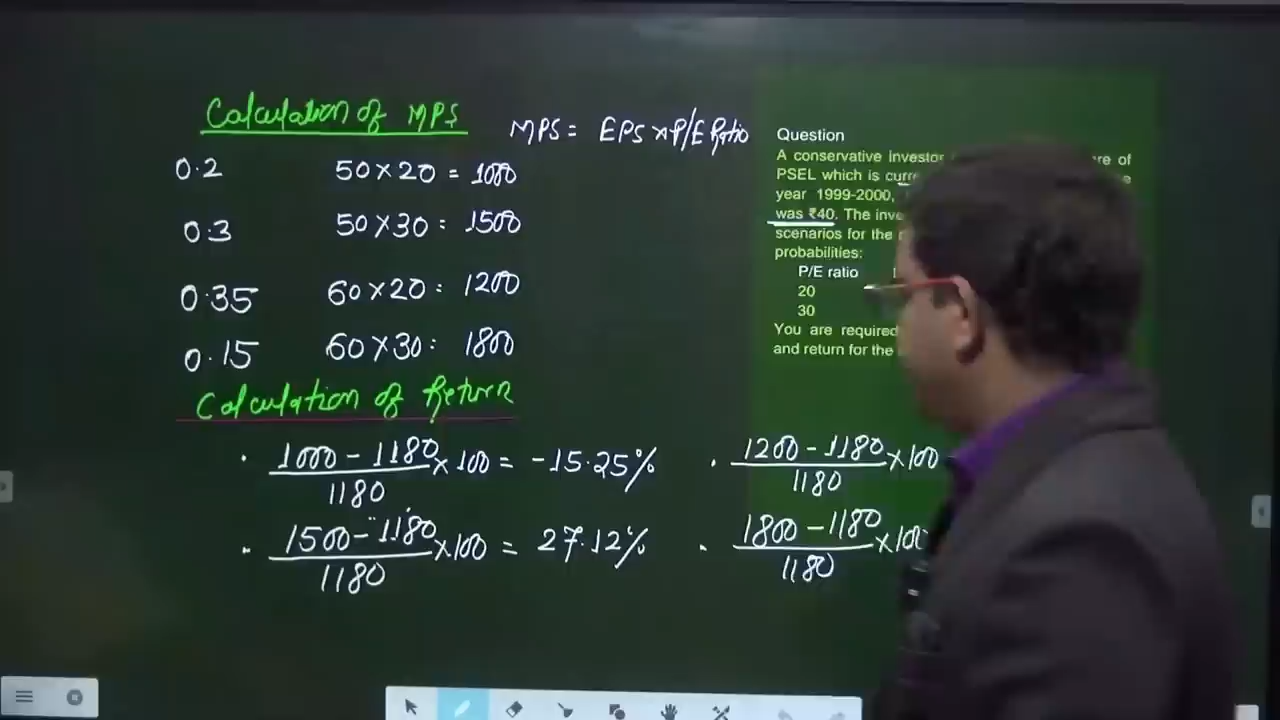 Calculation of MPS
MPS = EPS x P/E Ratio
0.2 50 x 20 = 1000
0.3 50 x 30 = 1500
0.35 60 x 20 = 1200
0.15 60 x 30 = 1800
Calculation of Return
1000 - 1180 / 1180 x 100 = -15.25%
1500 - 1180 / 1180 x 100 = 27.12%
1200 - 1180 / 1180 x 100
1800 - 1180 / 1180 x 100
Question
A conservative investor re of
PSEL which is
year 1999-2000,
was ₹40. The
scenarios for the
probabilities:
P/E ratio
20
30
You are required
and return for the